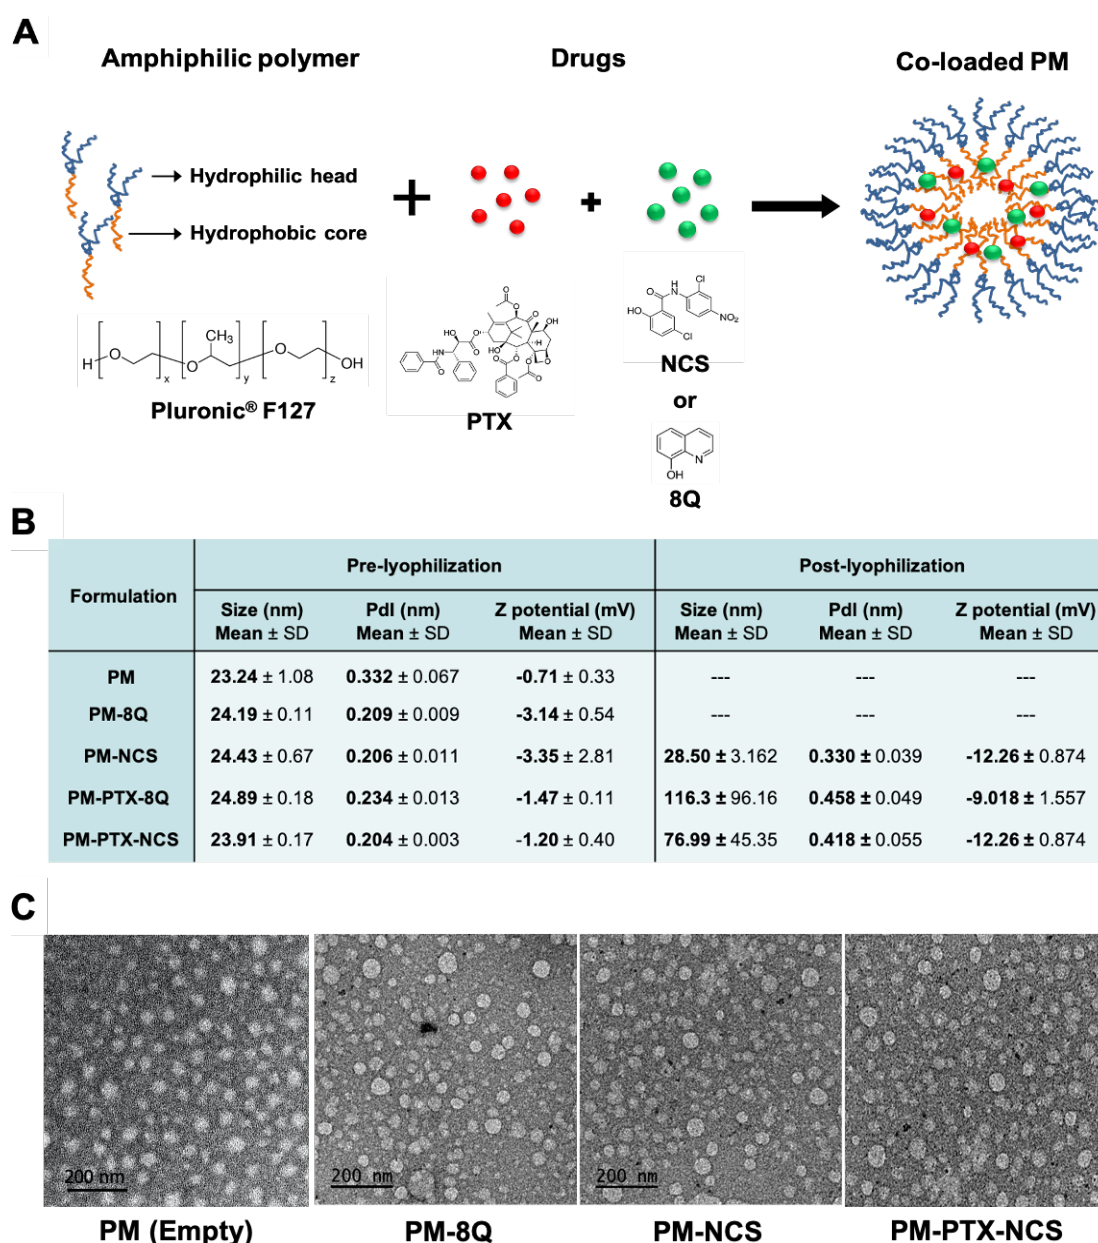 A
Amphiphilic polymer
Drugs
Co-loaded PM
Hydrophilic head
Hydrophobic core
+
+
CH3
H
O
O
O
OH
x
y
z
Pluronic® F127
PTX
O
NH
Cl
HO
NO2
Cl
NCS
or
N
OH
8Q
B
Formulation
Pre-lyophilization
Post-lyophilization
Size (nm) PdI (nm) Z potential (mV) Size (nm) PdI (nm) Z potential (mV)
Mean ± SD Mean ± SD Mean ± SD Mean ± SD Mean ± SD Mean ± SD
PM 23.24 ± 1.08 0.332 ± 0.067 -0.71 ± 0.33 --- --- ---
PM-8Q 24.19 ± 0.11 0.209 ± 0.009 -3.14 ± 0.54 --- --- ---
PM-NCS 24.43 ± 0.67 0.206 ± 0.011 -3.35 ± 2.81 28.50 ± 3.162 0.330 ± 0.039 -12.26 ± 0.874
PM-PTX-8Q 24.89 ± 0.18 0.234 ± 0.013 -1.47 ± 0.11 116.3 ± 96.16 0.458 ± 0.049 -9.018 ± 1.557
PM-PTX-NCS 23.91 ± 0.17 0.204 ± 0.003 -1.20 ± 0.40 76.99 ± 45.35 0.418 ± 0.055 -12.26 ± 0.874
C
200 nm
200 nm
200 nm
PM (Empty)
PM-8Q
PM-NCS
PM-PTX-NCS